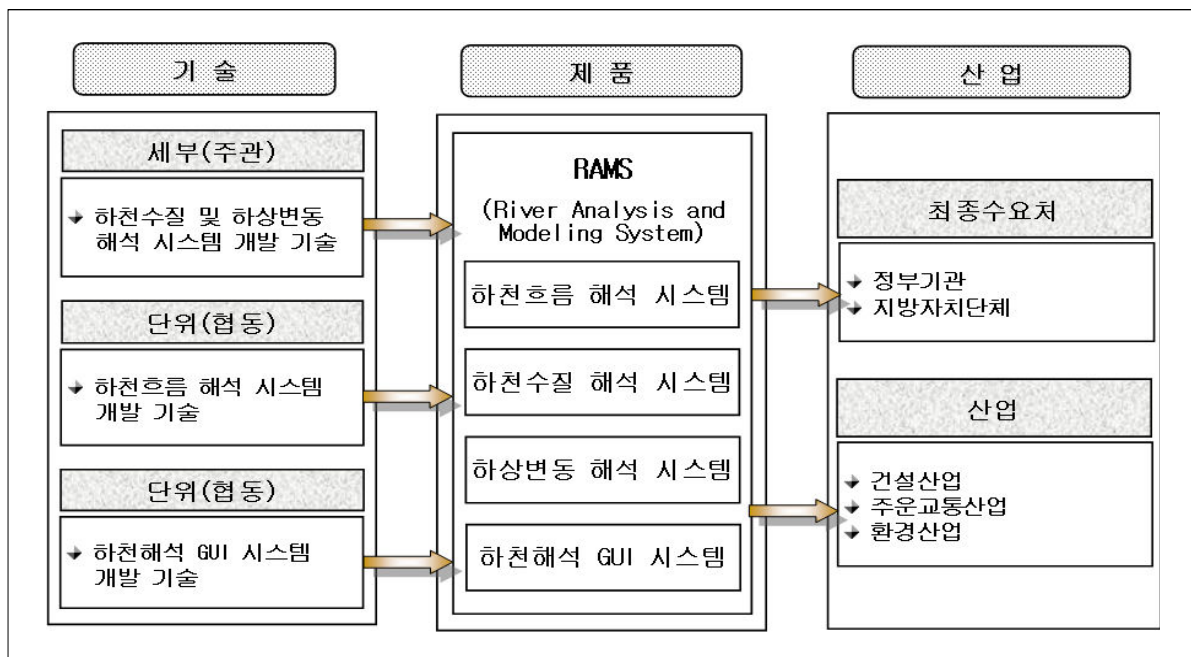 기 술
세부(주관)
하천수질 및 하상변동
해석 시스템 개발 기술
단위(협동)
하천흐름 해석 시스템
개발 기술
단위(협동)
하천해석 GUI 시스템
개발 기술
제 품
RAMS
(River Analysis and
Modeling System)
하천흐름 해석 시스템
하천수질 해석 시스템
하상변동 해석 시스템
하천해석 GUI 시스템
산 업
최종수요처
정부기관
지방자치단체
산업
건설산업
주운교통산업
환경산업